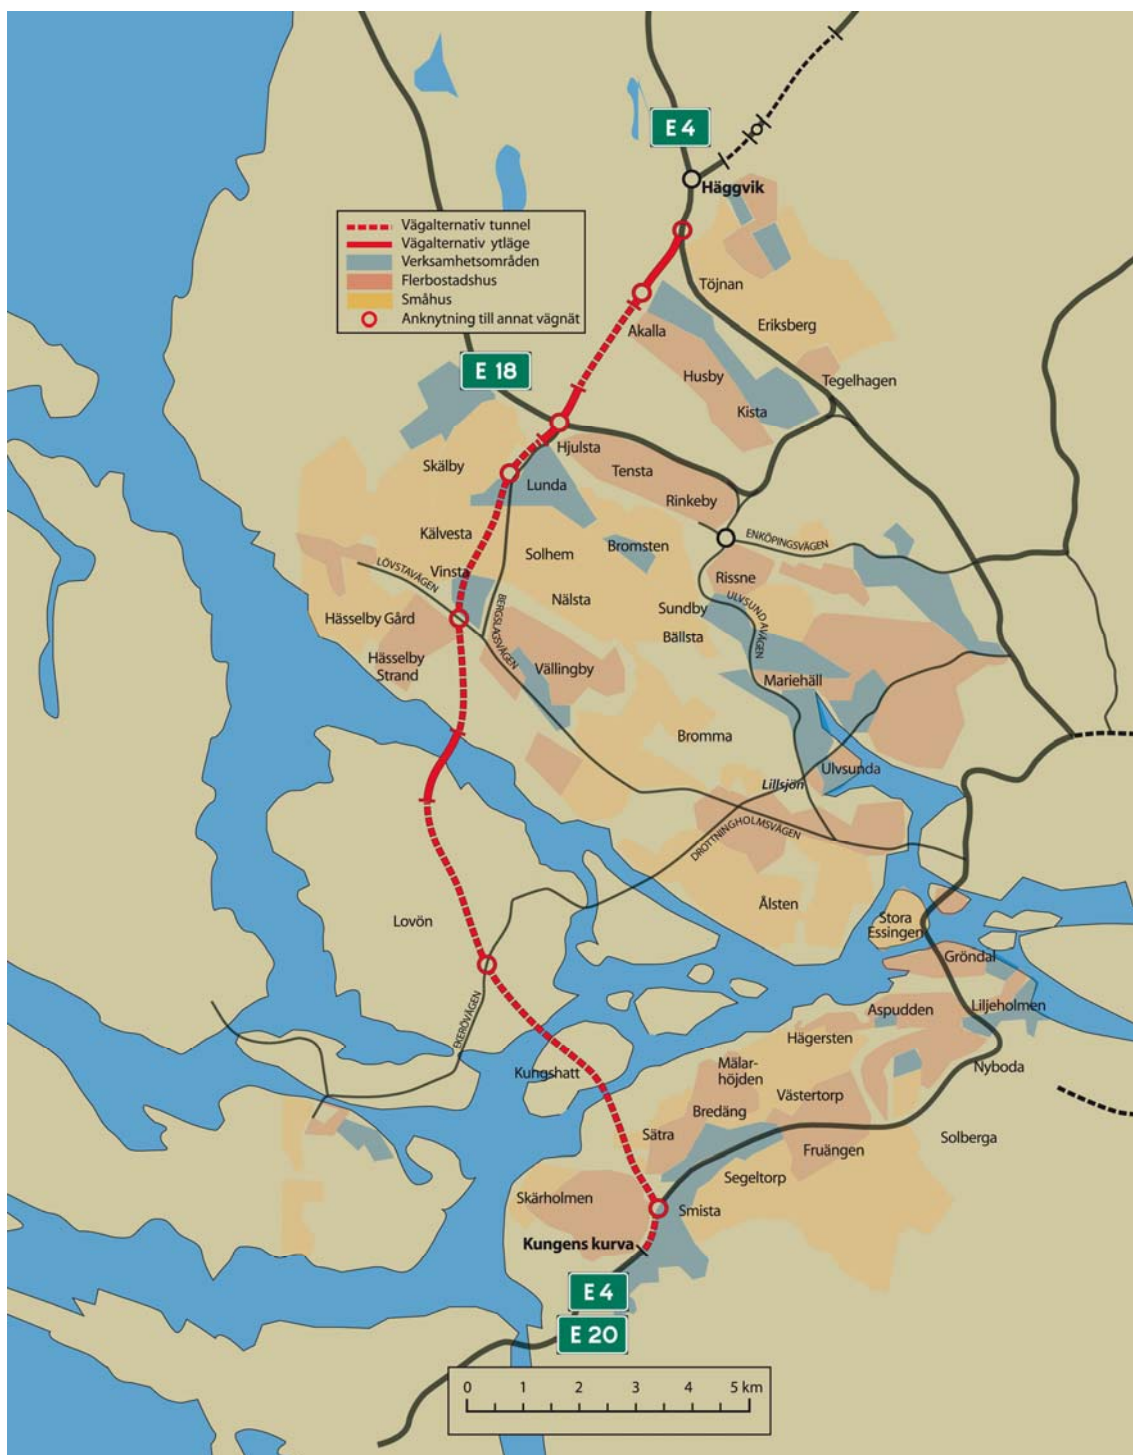 E 4
Häggvik
Vägalternativ tunnel
Vägalternativ ytläge
Verksamhetsområden
Flerbostadshus
Småhus
Anknytning till annat vägnät
Töjnan
Eriksberg
Akalla
E 18
Husby
Tegelhagen
Kista
Hjulsta
Skälby
Tensta
Lunda
Rinkeby
Kälvesta
Solhem
Bromsten
ENKÖPINGSVÄGEN
LÖVSTAVÄGEN
Vinsta
Rissne
Nälsta
BERGSLAGSVÄGEN
Sundby
ULVSUND AVÄGEN
Hässelby Gård
Bällsta
Hässelby
Strand
Vällingby
Mariehäll
Bromma
Ulvsunda
Lillsjön
DROTTNINGHOLMSVÄGEN
Ålsten
Lovön
Stora
Essingen
Gröndal
EKERÖVÄGEN
Aspudden
Liljeholmen
Hägersten
Kungshatt
Mälar-
höjden
Nyboda
Västertorp
Bredäng
Sätra
Solberga
Fruängen
Segeltorp
Skärholmen
Smista
Kungens kurva
E 4
E 20
0 1 2 3 4 5 km